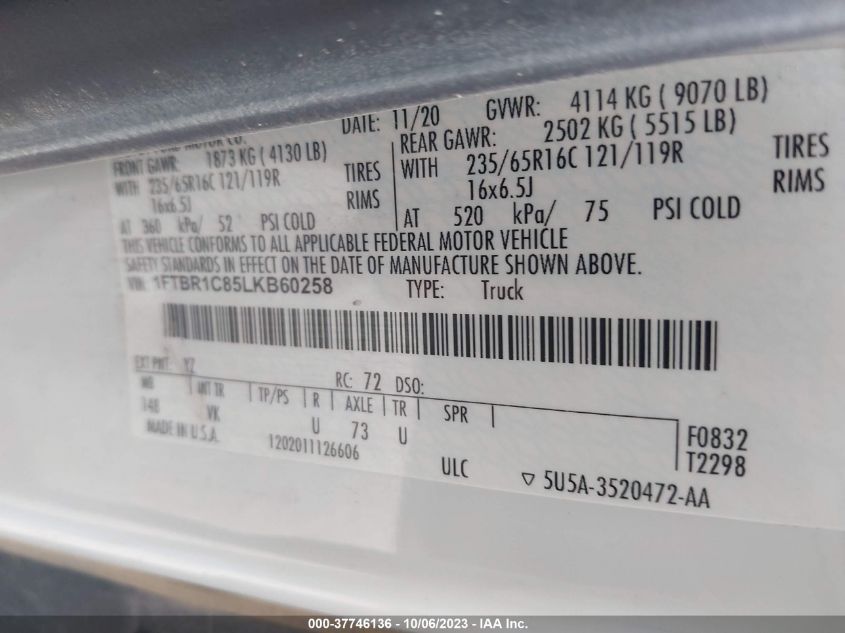 MOTOR CO. DATE: 11/20 GVWR: 4114 KG ( 9070 LB)
FRONT GAWR: 1873 KG ( 4130 LB) REAR GAWR: 2502 KG ( 5515 LB)
WITH 235/65R16C 121/119R TIRES WITH 235/65R16C 121/119R TIRES
16x6.5J RIMS 16x6.5J RIMS
AT 360 kPa/ 52 PSI COLD AT 520 kPa/ 75 PSI COLD
THIS VEHICLE CONFORMS TO ALL APPLICABLE FEDERAL MOTOR VEHICLE
SAFETY STANDARDS IN EFFECT ON THE DATE OF MANUFACTURE SHOWN ABOVE.
VIN: 1FTBR1C85LKB60258 TYPE: Truck
EXT PNT: YZ RC: 72 DSO:
WB INT TR TP/PS R AXLE TR SPR
148 VK U 73 U F0832
MADE IN U.S.A. 1202011126606 T2298
ULC ▽ 5U5A-3520472-AA
000-37746136 - 10/06/2023 - IAA Inc.